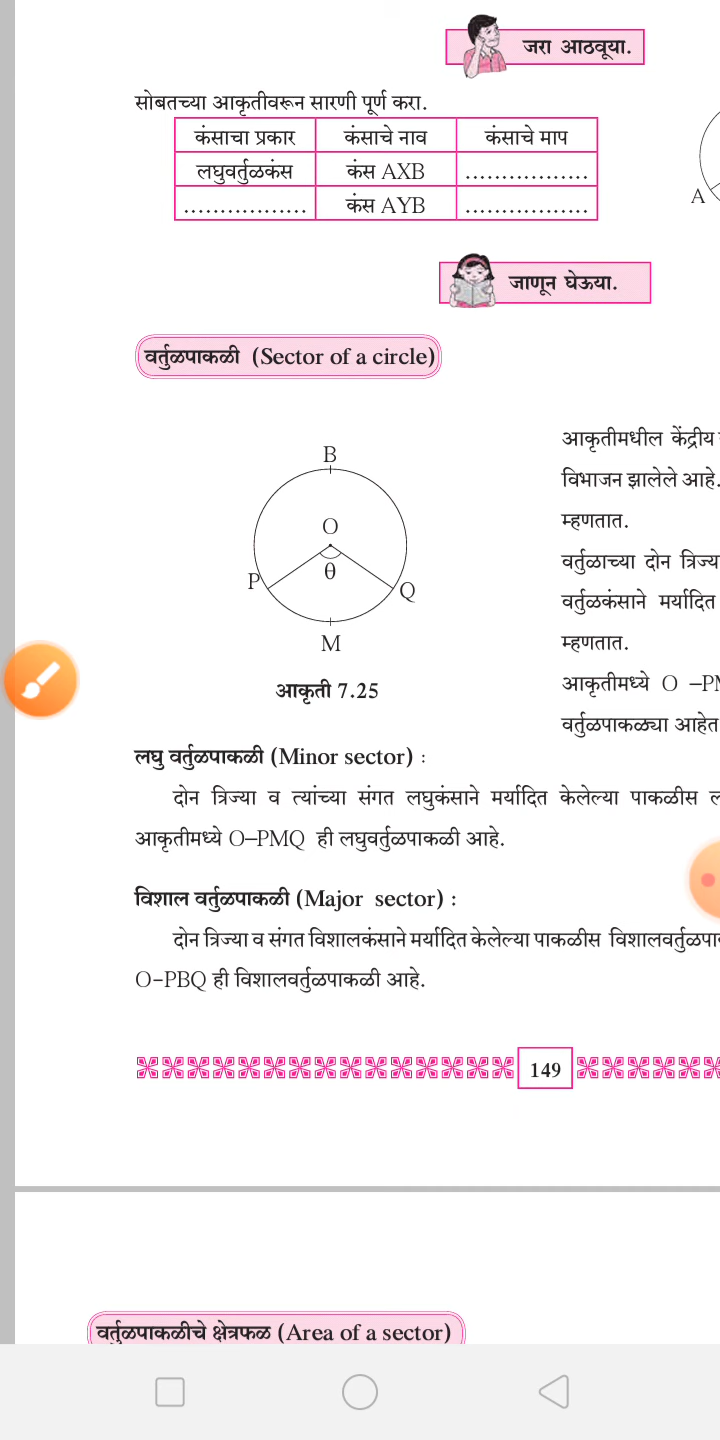 जरा आठवूया.
सोबतच्या आकृतीवरून सारणी पूर्ण करा.
कंसाचा प्रकार कंसाचे नाव कंसाचे माप
लघुवर्तुळकंस कंस AXB .................
................. कंस AYB .................
A
जाणून घेऊया.
वर्तुळपाकळी (Sector of a circle)
B
O
θ
P
Q
M
आकृती 7.25
आकृतीमधील केंद्रीय
विभाजन झालेले आहे.
म्हणतात.
वर्तुळाच्या दोन त्रिज्य
वर्तुळकंसाने मर्यादित
म्हणतात.
आकृतीमध्ये O –PM
वर्तुळपाकळ्या आहेत
लघु वर्तुळपाकळी (Minor sector) :
दोन त्रिज्या व त्यांच्या संगत लघुकंसाने मर्यादित केलेल्या पाकळीस ल
आकृतीमध्ये O–PMQ ही लघुवर्तुळपाकळी आहे.
विशाल वर्तुळपाकळी (Major sector) :
दोन त्रिज्या व संगत विशालकंसाने मर्यादित केलेल्या पाकळीस विशालवर्तुळपा
O-PBQ ही विशालवर्तुळपाकळी आहे.
149
वर्तुळपाकळीचे क्षेत्रफळ (Area of a sector)